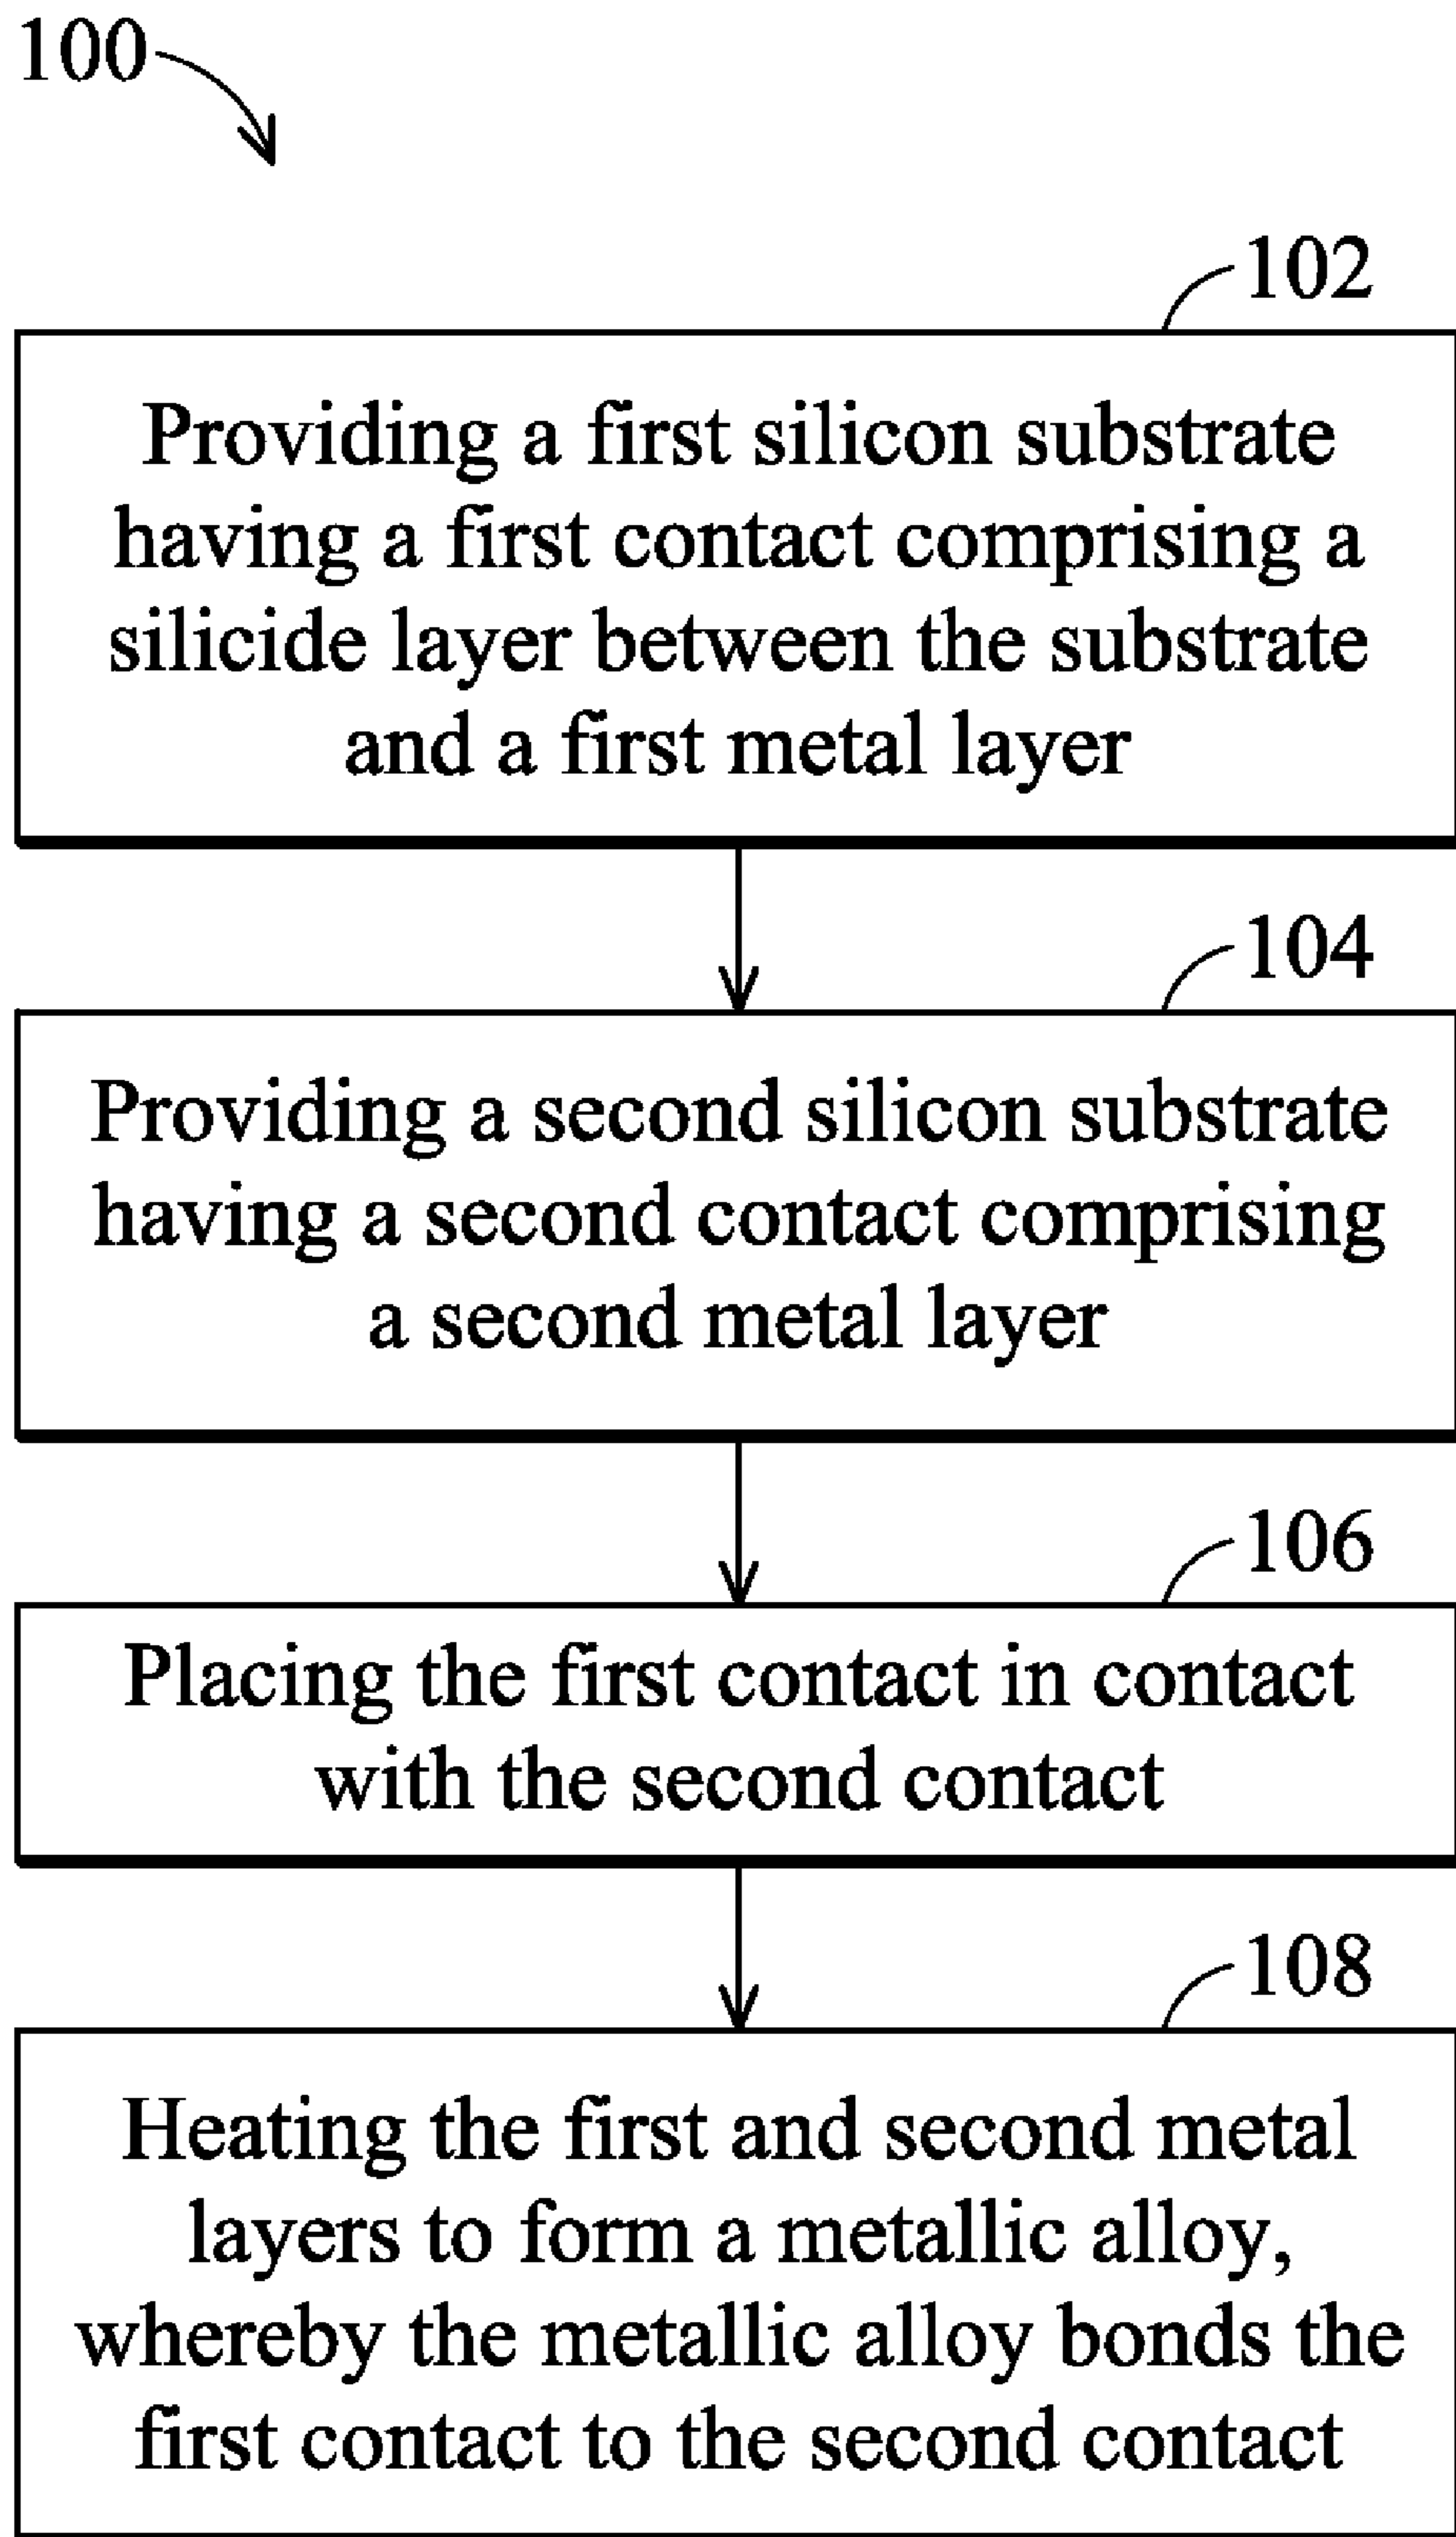 100
102
Providing a first silicon substrate
having a first contact comprising a
silicide layer between the substrate
and a first metal layer
104
Providing a second silicon substrate
having a second contact comprising
a second metal layer
106
Placing the first contact in contact
with the second contact
108
Heating the first and second metal
layers to form a metallic alloy,
whereby the metallic alloy bonds the
first contact to the second contact